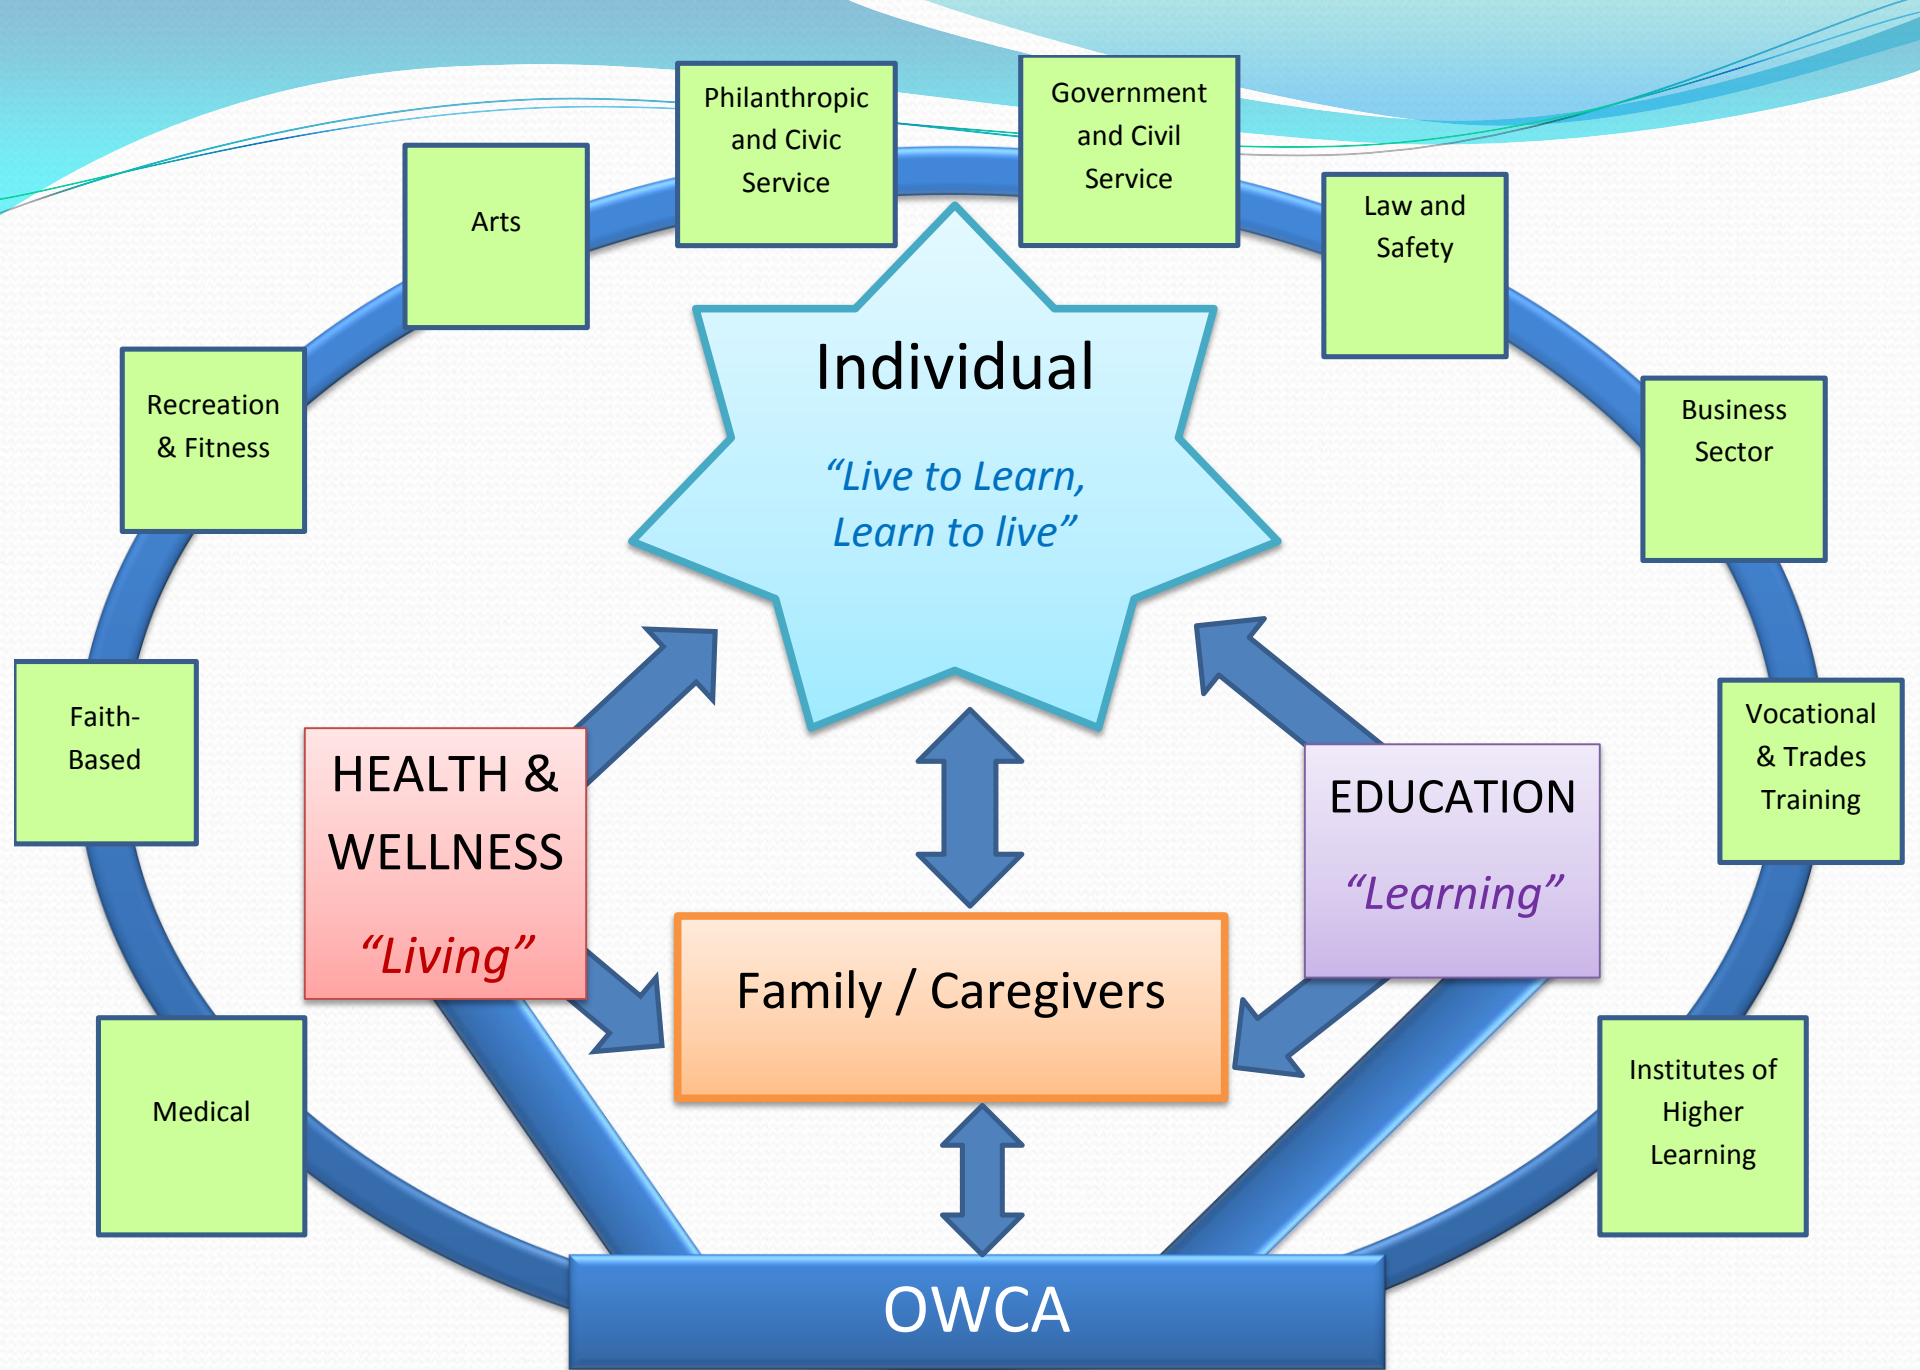 Philanthropic
and Civic
Service
Government
and Civil
Service
Arts
Law and
Safety
Individual
“Live to Learn,
Learn to live”
Recreation
& Fitness
Business
Sector
Faith-
Based
HEALTH &
WELLNESS
“Living”
EDUCATION
“Learning”
Vocational
& Trades
Training
Family / Caregivers
Medical
Institutes of
Higher
Learning
OWCA